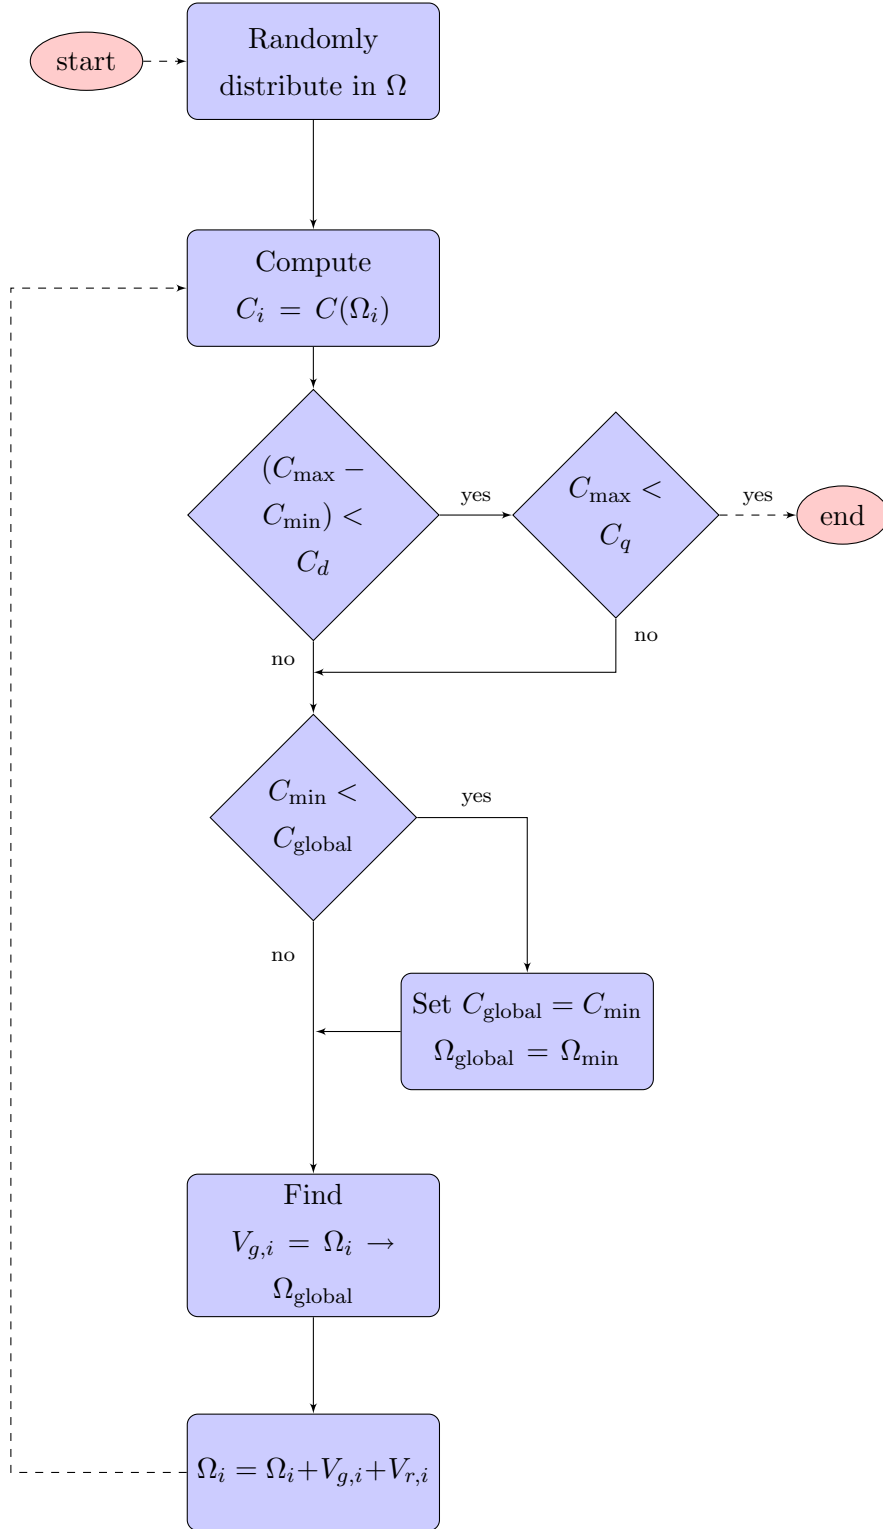 start
Randomly
distribute in Ω
Compute
C_i = C(Ω_i)
(C_max −
C_min) <
C_d
yes
C_max <
C_q
yes
end
no
no
C_min <
C_global
yes
no
Set C_global = C_min
Ω_global = Ω_min
Find
V_{g,i} = Ω_i →
Ω_global
Ω_i = Ω_i+V_{g,i}+V_{r,i}